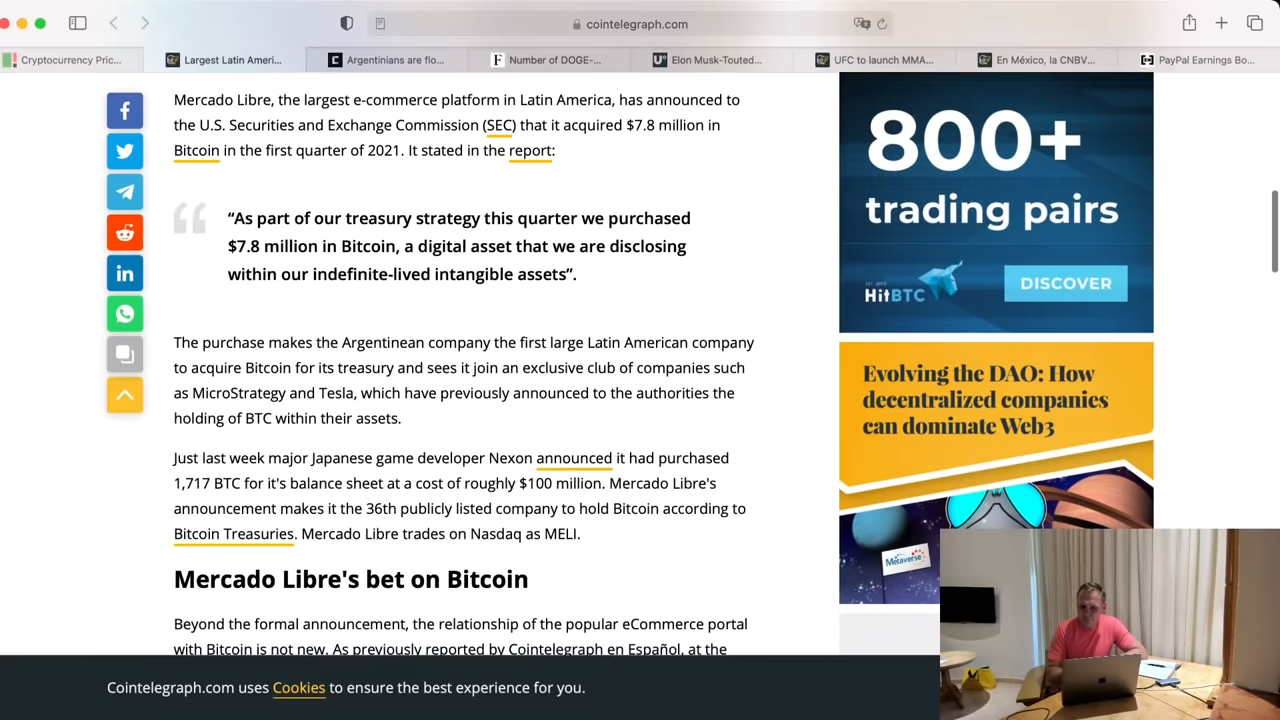 cointelegraph.com
Cryptocurrency Pric...
Largest Latin Ameri...
Argentinians are flo...
Number of DOGE-...
Elon Musk-Touted...
UFC to launch MMA...
En México, la CNBV...
PayPal Earnings Bo...
Mercado Libre, the largest e-commerce platform in Latin America, has announced to
the U.S. Securities and Exchange Commission (SEC) that it acquired $7.8 million in
Bitcoin in the first quarter of 2021. It stated in the report:
“As part of our treasury strategy this quarter we purchased
$7.8 million in Bitcoin, a digital asset that we are disclosing
within our indefinite-lived intangible assets”.
The purchase makes the Argentinean company the first large Latin American company
to acquire Bitcoin for its treasury and sees it join an exclusive club of companies such
as MicroStrategy and Tesla, which have previously announced to the authorities the
holding of BTC within their assets.
Just last week major Japanese game developer Nexon announced it had purchased
1,717 BTC for it's balance sheet at a cost of roughly $100 million. Mercado Libre's
announcement makes it the 36th publicly listed company to hold Bitcoin according to
Bitcoin Treasuries. Mercado Libre trades on Nasdaq as MELI.
Mercado Libre's bet on Bitcoin
Beyond the formal announcement, the relationship of the popular eCommerce portal
with Bitcoin is not new. As previously reported by Cointelegraph en Español, at the
800+
trading pairs
HitBTC
DISCOVER
Evolving the DAO: How
decentralized companies
can dominate Web3
Metaverse
Cointelegraph.com uses Cookies to ensure the best experience for you.